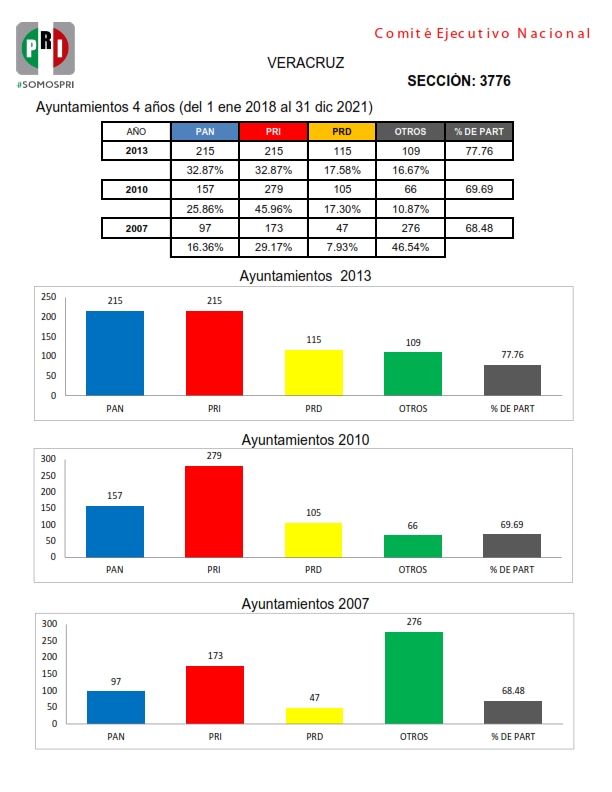 Comité Ejecutivo Nacional
PRI
#SOMOSPRI
VERACRUZ
SECCIÓN: 3776
Ayuntamientos 4 años (del 1 ene 2018 al 31 dic 2021)
AÑO PAN PRI PRD OTROS % DE PART
2013 215 215 115 109 77.76
32.87% 32.87% 17.58% 16.67%
2010 157 279 105 66 69.69
25.86% 45.96% 17.30% 10.87%
2007 97 173 47 276 68.48
16.36% 29.17% 7.93% 46.54%
Ayuntamientos 2013
250
200
150
100
50
0
215 215 115 109 77.76
PAN PRI PRD OTROS % DE PART
Ayuntamientos 2010
300
250
200
150
100
50
0
157 279 105 66 69.69
PAN PRI PRD OTROS % DE PART
Ayuntamientos 2007
300
250
200
150
100
50
0
97 173 47 276 68.48
PAN PRI PRD OTROS % DE PART